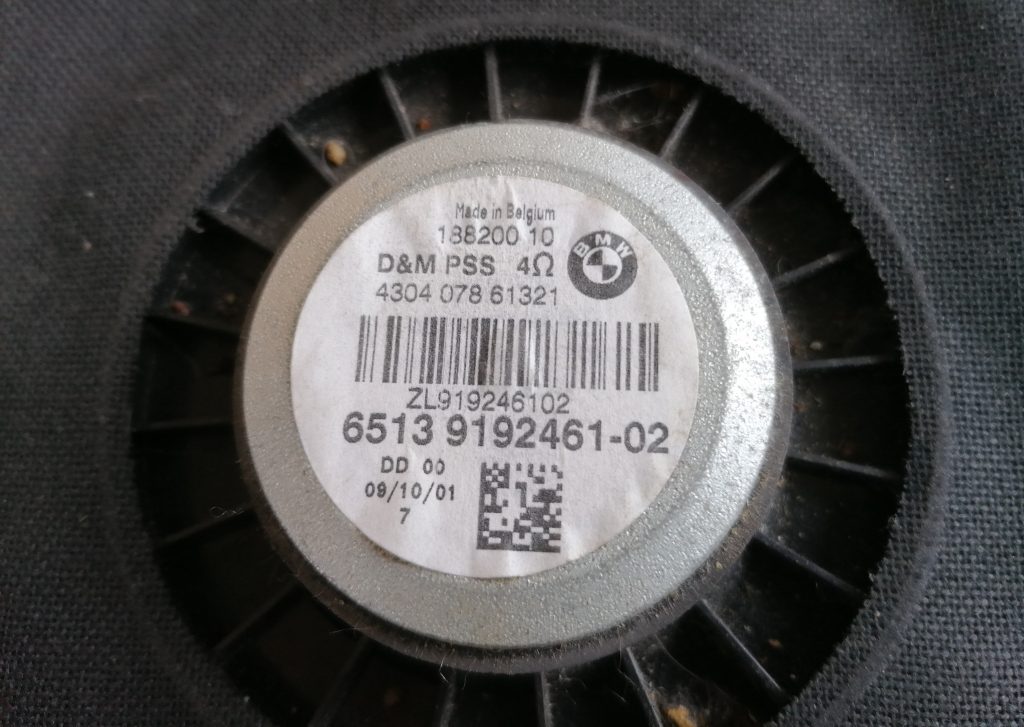 Made in Belgium
188200 10
D&M PSS 4Ω
BMW
4304 078 61321
ZL919246102
6513 9192461-02
DD 00
09/10/01
7